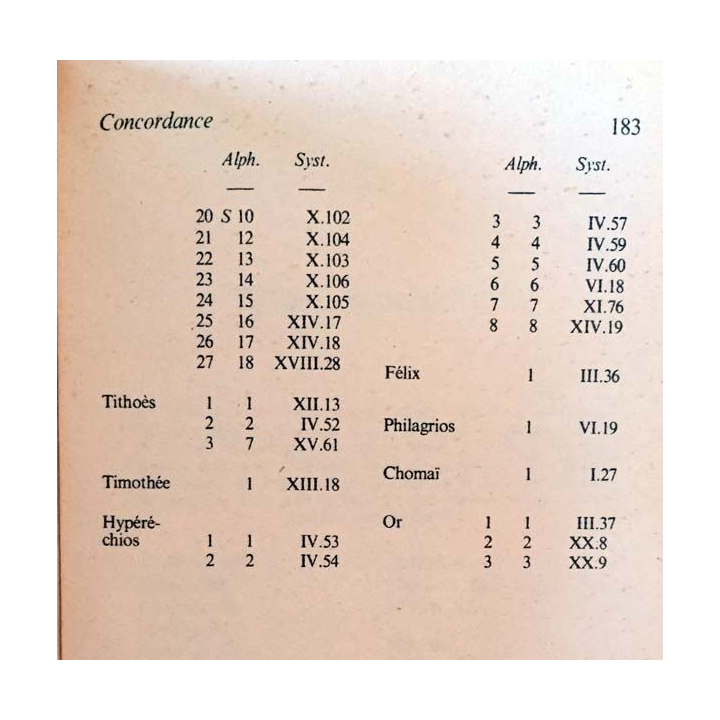 Concordance 183
Alph. Syst.
20 S 10 X.102
21 12 X.104
22 13 X.103
23 14 X.106
24 15 X.105
25 16 XIV.17
26 17 XIV.18
27 18 XVIII.28
Tithoès 1 1 XII.13
2 2 IV.52
3 7 XV.61
Timothée 1 XIII.18
Hypéré-
chios 1 1 IV.53
2 2 IV.54
Alph. Syst.
3 3 IV.57
4 4 IV.59
5 5 IV.60
6 6 VI.18
7 7 XI.76
8 8 XIV.19
Félix 1 III.36
Philagrios 1 VI.19
Chomaï 1 I.27
Or 1 1 III.37
2 2 XX.8
3 3 XX.9